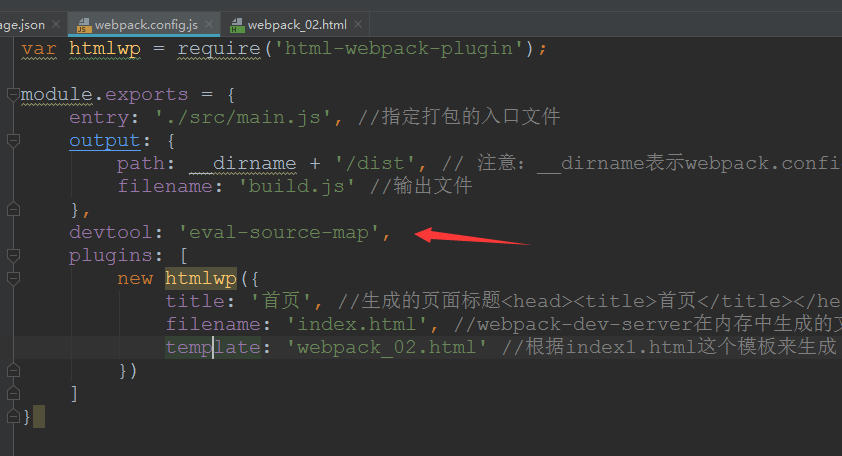 age.json webpack.config.js webpack_02.html
var htmlwp = require('html-webpack-plugin');
module.exports = {
entry: './src/main.js', //指定打包的入口文件
output: {
path: __dirname + '/dist', // 注意：__dirname表示webpack.confi
filename: 'build.js' //输出文件
},
devtool: 'eval-source-map',
plugins: [
new htmlwp({
title: '首页', //生成的页面标题<head><title>首页</title></he
filename: 'index.html', //webpack-dev-server在内存中生成的文
template: 'webpack_02.html' //根据index1.html这个模板来生成
})
]
}